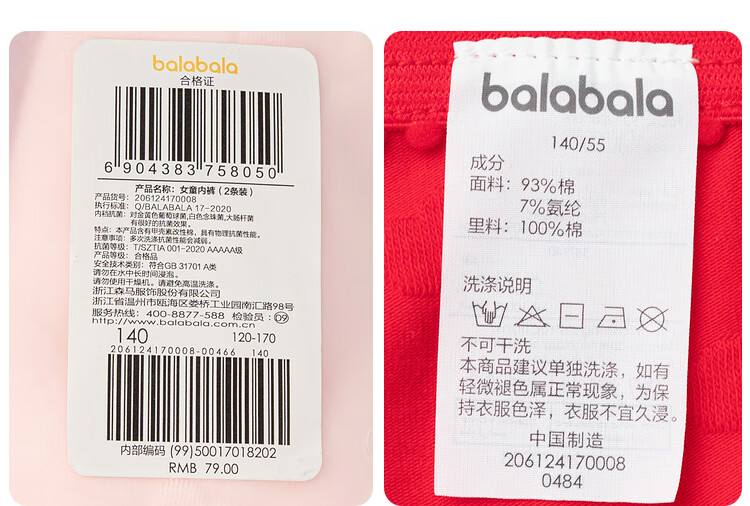 balabala
合格证
6 904383 758050
产品名称: 女童内裤 (2条装)
产品货号: 206124170008
执行标准: Q/BALABALA 17-2020
内裆抗菌: 对金黄色葡萄球菌,白色念珠菌,大肠杆菌
有很好的抗菌效果。
特点: 本产品含有甲壳素改性棉, 具有物理抗菌性能。
注意事项: 多次洗涤抗菌性能会减弱。
抗菌等级: T/SZTIA 001-2020 AAAAA级
产品等级: 合格品
安全技术类别: 符合GB 31701 A类
请勿在水中长时间浸泡。
请勿使用干燥机。请避免高温洗涤。
浙江森马服饰股份有限公司
浙江省温州市瓯海区娄桥工业园南汇路98号
服务热线: 400-8877-588 检验员: 09
http://www.balabala.com.cn
140 120-170
206124170008-00466 140
内部编码 (99)50017018202
RMB 79.00
balabala
140/55
成分
面料: 93%棉
7%氨纶
里料: 100%棉
洗涤说明
不可干洗
本商品建议单独洗涤, 如有
轻微褪色属正常现象, 为保
持衣服色泽, 衣服不宜久浸。
中国制造
206124170008
0484